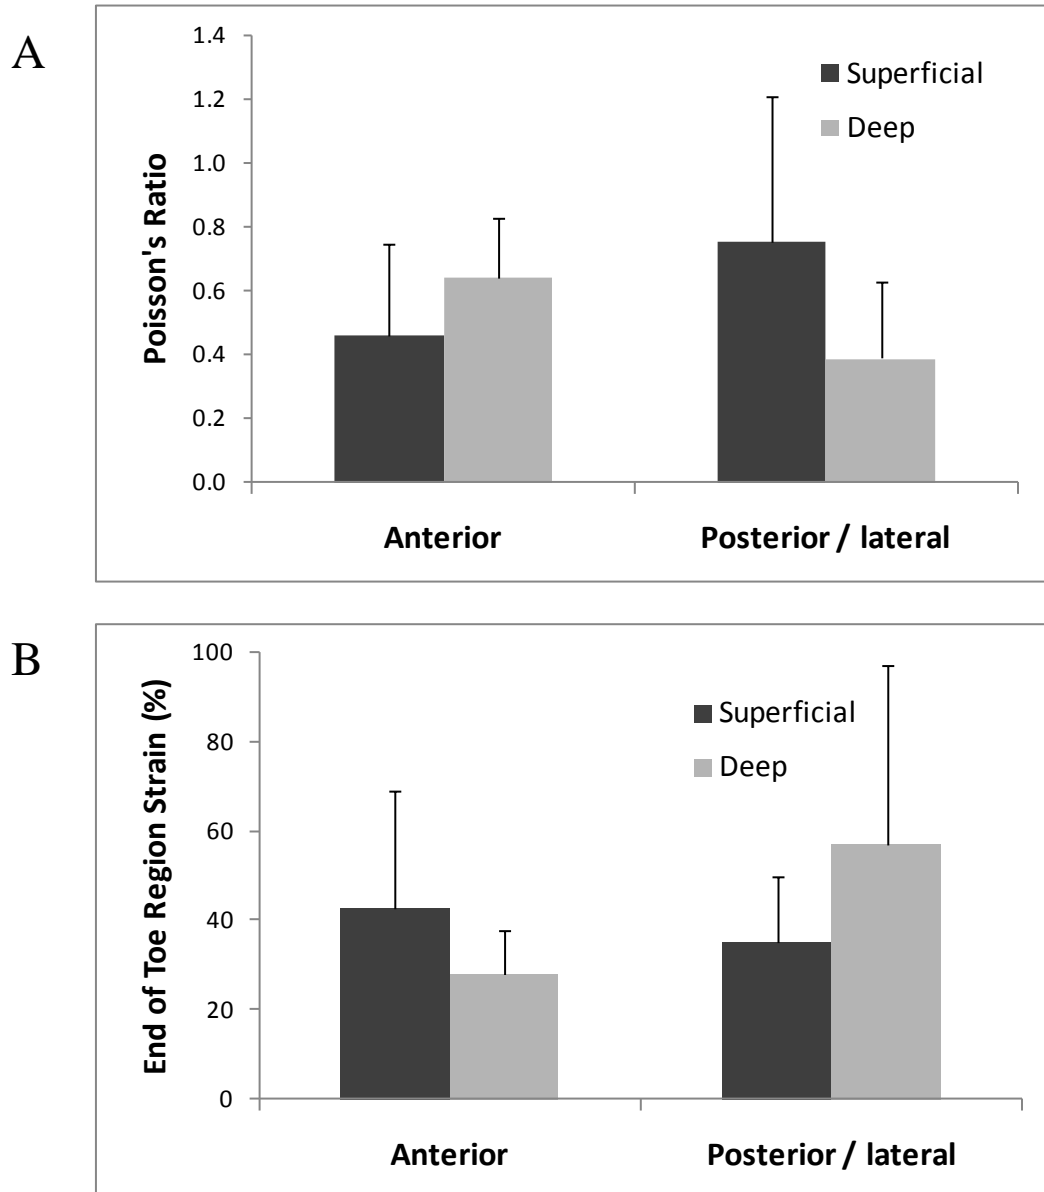 A
Poisson's Ratio
1.4
1.2
1.0
0.8
0.6
0.4
0.2
0.0
Superficial
Deep
Anterior
Posterior / lateral
B
End of Toe Region Strain (%)
100
80
60
40
20
0
Superficial
Deep
Anterior
Posterior / lateral